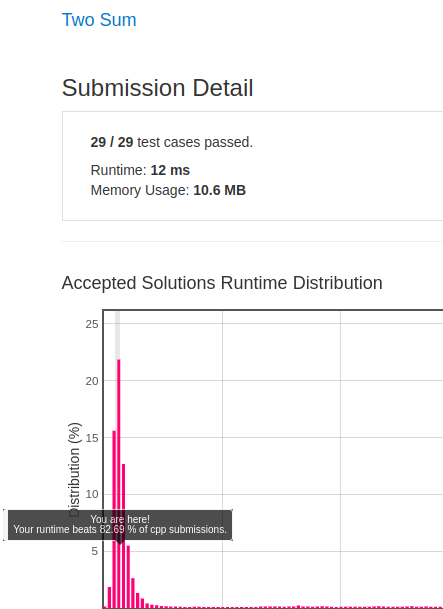 Two Sum
Submission Detail
29 / 29 test cases passed.
Runtime: 12 ms
Memory Usage: 10.6 MB
Accepted Solutions Runtime Distribution
25
20
15
10
5
Distribution (%)
You are here!
Your runtime beats 82.69 % of cpp submissions.